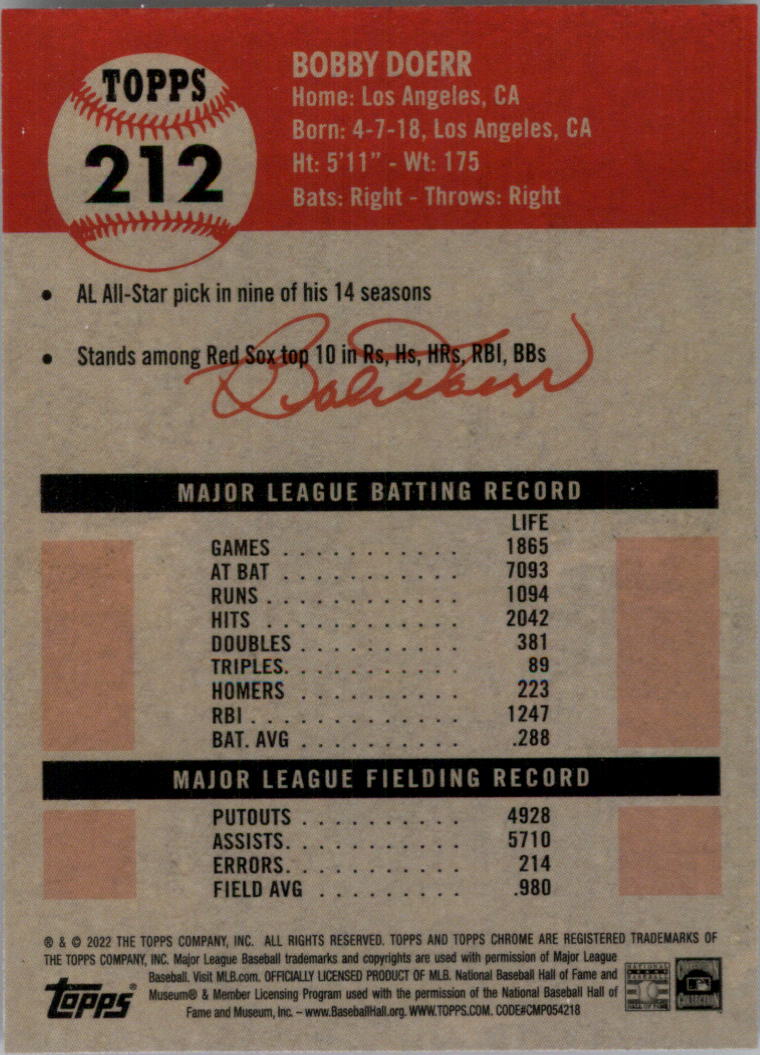 TOPPS
212
BOBBY DOERR
Home: Los Angeles, CA
Born: 4-7-18, Los Angeles, CA
Ht: 5'11" - Wt: 175
Bats: Right - Throws: Right
• AL All-Star pick in nine of his 14 seasons
• Stands among Red Sox top 10 in Rs, Hs, HRs, RBI, BBs
Bobby Doerr
MAJOR LEAGUE BATTING RECORD
LIFE
GAMES . . . . . . . . . . . 1865
AT BAT . . . . . . . . . . . 7093
RUNS . . . . . . . . . . . . 1094
HITS . . . . . . . . . . . . 2042
DOUBLES . . . . . . . . . . 381
TRIPLES. . . . . . . . . . . 89
HOMERS . . . . . . . . . . 223
RBI . . . . . . . . . . . . . 1247
BAT. AVG . . . . . . . . . . .288
MAJOR LEAGUE FIELDING RECORD
PUTOUTS . . . . . . . . . . 4928
ASSISTS. . . . . . . . . . . 5710
ERRORS. . . . . . . . . . . 214
FIELD AVG . . . . . . . . . .980
® & © 2022 THE TOPPS COMPANY, INC. ALL RIGHTS RESERVED. TOPPS AND TOPPS CHROME ARE REGISTERED TRADEMARKS OF
THE TOPPS COMPANY, INC. Major League Baseball trademarks and copyrights are used with permission of Major League
Baseball. Visit MLB.com. OFFICIALLY LICENSED PRODUCT OF MLB. National Baseball Hall of Fame and
Museum® & Member Licensing Program used with the permission of the National Baseball Hall of
Fame and Museum, Inc. – www.BaseballHall.org. WWW.TOPPS.COM. CODE#CMP054218
topps®